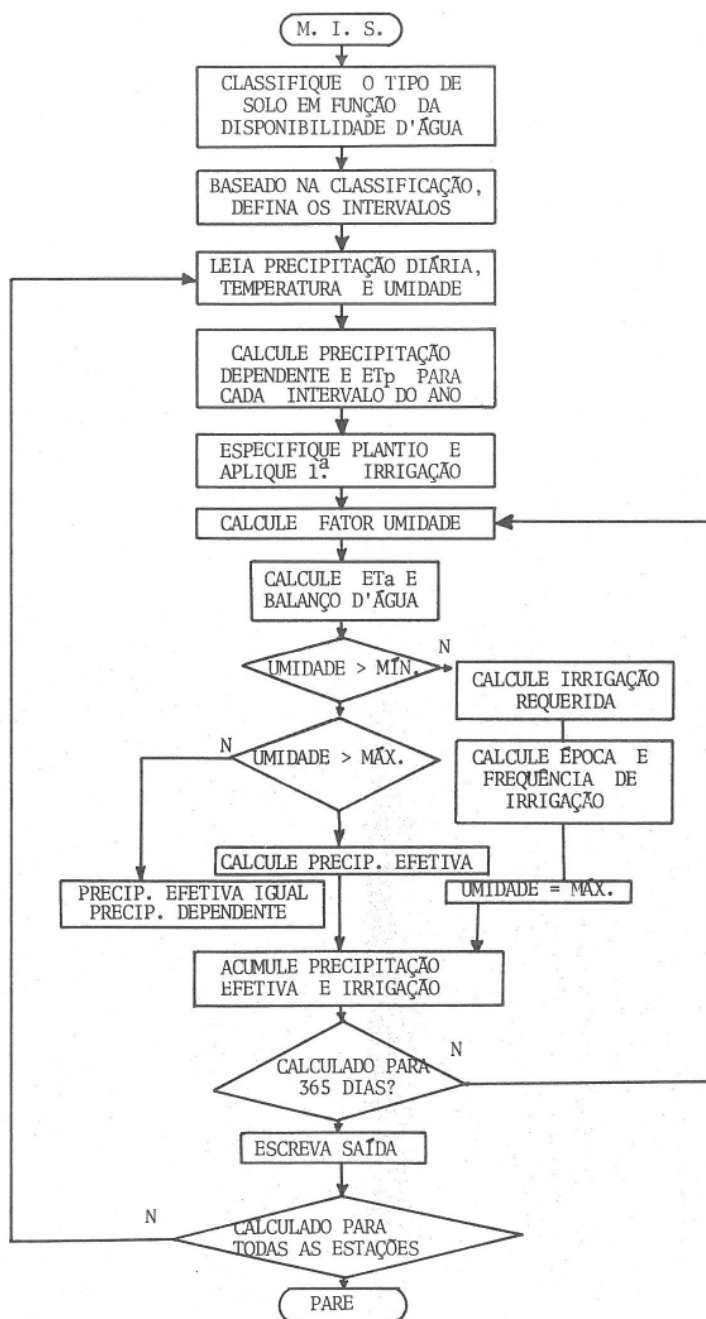 M. I. S.
CLASSIFIQUE O TIPO DE
SOLO EM FUNÇÃO DA
DISPONIBILIDADE D'ÁGUA
BASEADO NA CLASSIFICAÇÃO,
DEFINA OS INTERVALOS
LEIA PRECIPITAÇÃO DIÁRIA,
TEMPERATURA E UMIDADE
CALCULE PRECIPITAÇÃO
DEPENDENTE E ETp PARA
CADA INTERVALO DO ANO
ESPECIFIQUE PLANTIO E
APLIQUE 1ª. IRRIGAÇÃO
CALCULE FATOR UMIDADE
CALCULE ETa E
BALANÇO D'ÁGUA
UMIDADE > MÍN.
N
CALCULE IRRIGAÇÃO
REQUERIDA
N
UMIDADE > MÁX.
CALCULE ÉPOCA E
FREQUÊNCIA DE
IRRIGAÇÃO
CALCULE PRECIP. EFETIVA
PRECIP. EFETIVA IGUAL
PRECIP. DEPENDENTE
UMIDADE = MÁX.
ACUMULE PRECIPITAÇÃO
EFETIVA E IRRIGAÇÃO
N
CALCULADO PARA
365 DIAS?
ESCREVA SAÍDA
N
CALCULADO PARA
TODAS AS ESTAÇÕES
PARE